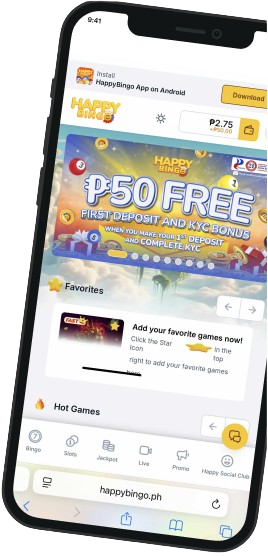 9:41
Install
HappyBingo App on Android
Download
HAPPY
BINGO
₱2.75
+₱50.00
HAPPY
BINGO
₱50 FREE
FIRST DEPOSIT AND KYC BONUS
WHEN YOU MAKE YOUR 1ST DEPOSIT
AND COMPLETE KYC
Favorites
Add your favorite games now!
Click the Star in the
Icon top
right to add your favorite games
Hot Games
Bingo
Slots
Jackpot
Live
Promo
Happy Social Club
happybingo.ph